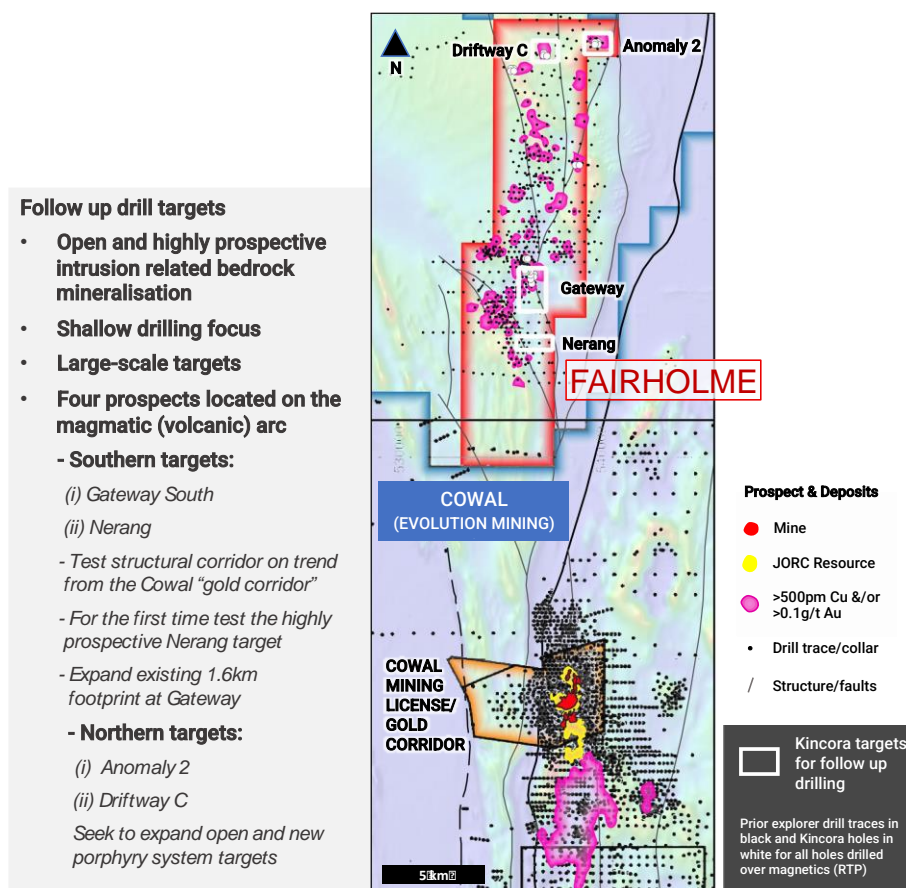 Follow up drill targets
• Open and highly prospective
intrusion related bedrock
mineralisation
• Shallow drilling focus
• Large-scale targets
• Four prospects located on the
magmatic (volcanic) arc
- Southern targets:
(i) Gateway South
(ii) Nerang
- Test structural corridor on trend
from the Cowal “gold corridor”
- For the first time test the highly
prospective Nerang target
- Expand existing 1.6km
footprint at Gateway
- Northern targets:
(i) Anomaly 2
(ii) Driftway C
Seek to expand open and new
porphyry system targets
N
Driftway C
Anomaly 2
Gateway
Nerang
FAIRHOLME
COWAL
(EVOLUTION MINING)
COWAL
MINING
LICENSE/
GOLD
CORRIDOR
Prospect & Deposits
Mine
JORC Resource
>500pm Cu &/or
>0.1g/t Au
Drill trace/collar
Structure/faults
Kincora targets
for follow up
drilling
Prior explorer drill traces in
black and Kincora holes in
white for all holes drilled
over magnetics (RTP)